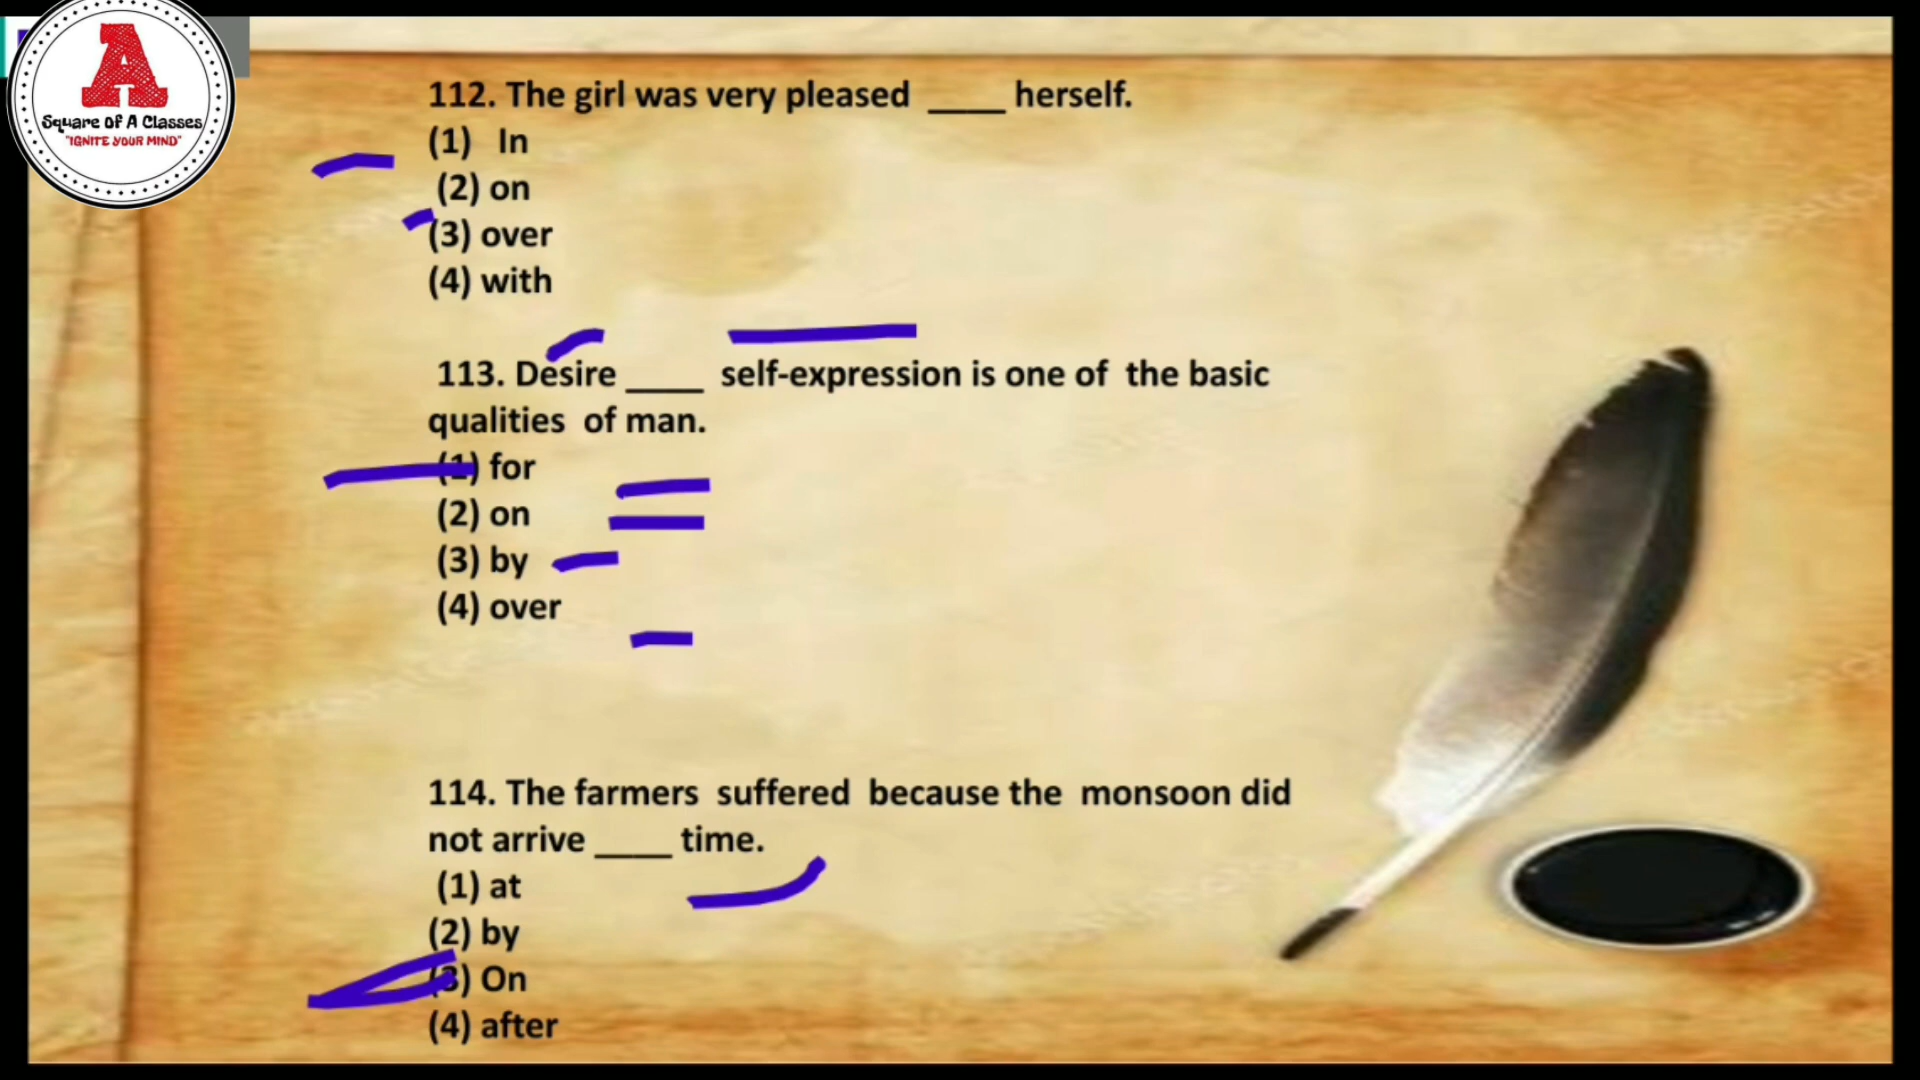 A
Square Of A Classes
"IGNITE YOUR MIND"
112. The girl was very pleased ____ herself.
(1) In
(2) on
(3) over
(4) with
113. Desire ____ self-expression is one of the basic
qualities of man.
(1) for
(2) on
(3) by
(4) over
114. The farmers suffered because the monsoon did
not arrive ____ time.
(1) at
(2) by
(3) On
(4) after